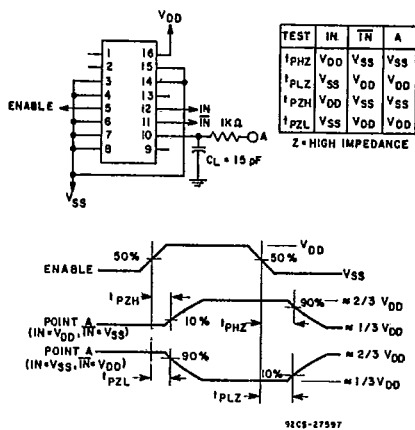 VDD
1 16
2 15
3 14
4 13
ENABLE 5 12 IN
6 11 IN
7 10 1KΩ A
8 9
CL = 15 pF
VSS
TEST IN IN A
tPHZ VDD VSS VSS
tPLZ VSS VDD VDD
tPZH VDD VSS VSS
tPZL VSS VDD VDD
Z = HIGH IMPEDANCE
50% 50% VDD
ENABLE VSS
tPZH 90% ≈ 2/3 VDD
POINT A 10% tPHZ ≈ 1/3 VDD
(IN=VDD, IN=VSS)
POINT A 90% ≈ 2/3 VDD
(IN=VSS, IN=VDD) 10%
tPZL tPLZ ≈ 1/3 VDD
92CS-27597